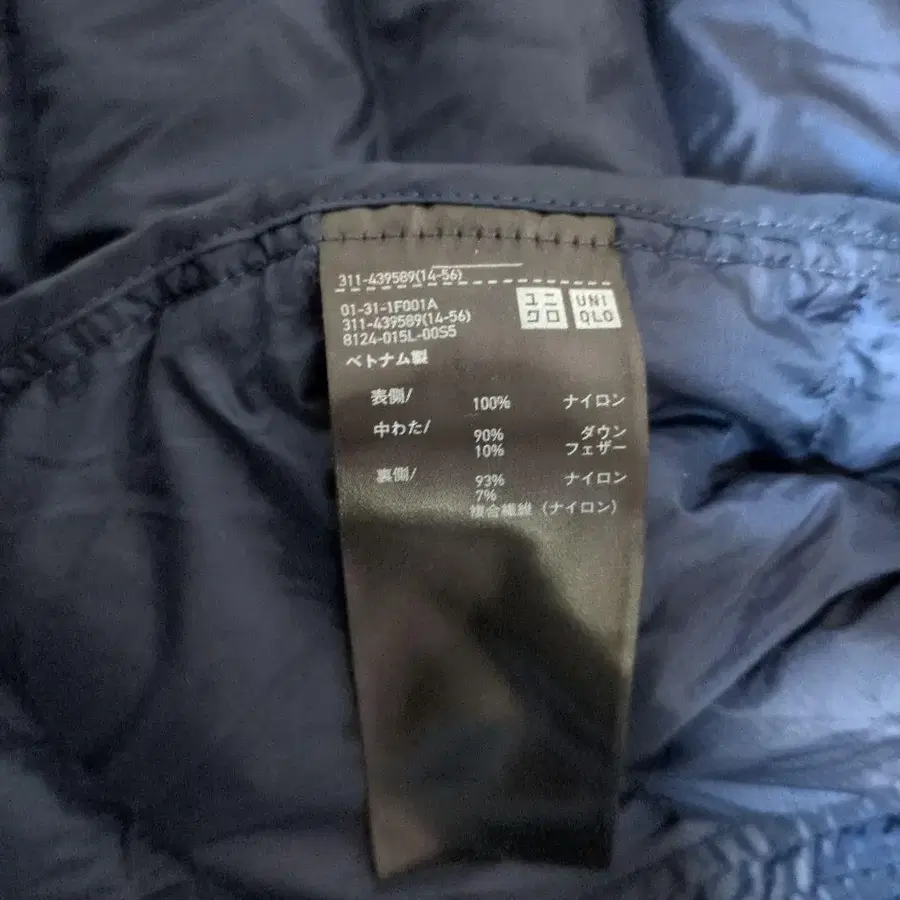 311-439589(14-56)
01-31-1F001A
311-439589(14-56)
8124-015L-00S5
ユニクロ
UNIQLO
ベトナム製
表側/ 100% ナイロン
中わた/ 90% ダウン
10% フェザー
裏側/ 93% ナイロン
7%
複合繊維（ナイロン）